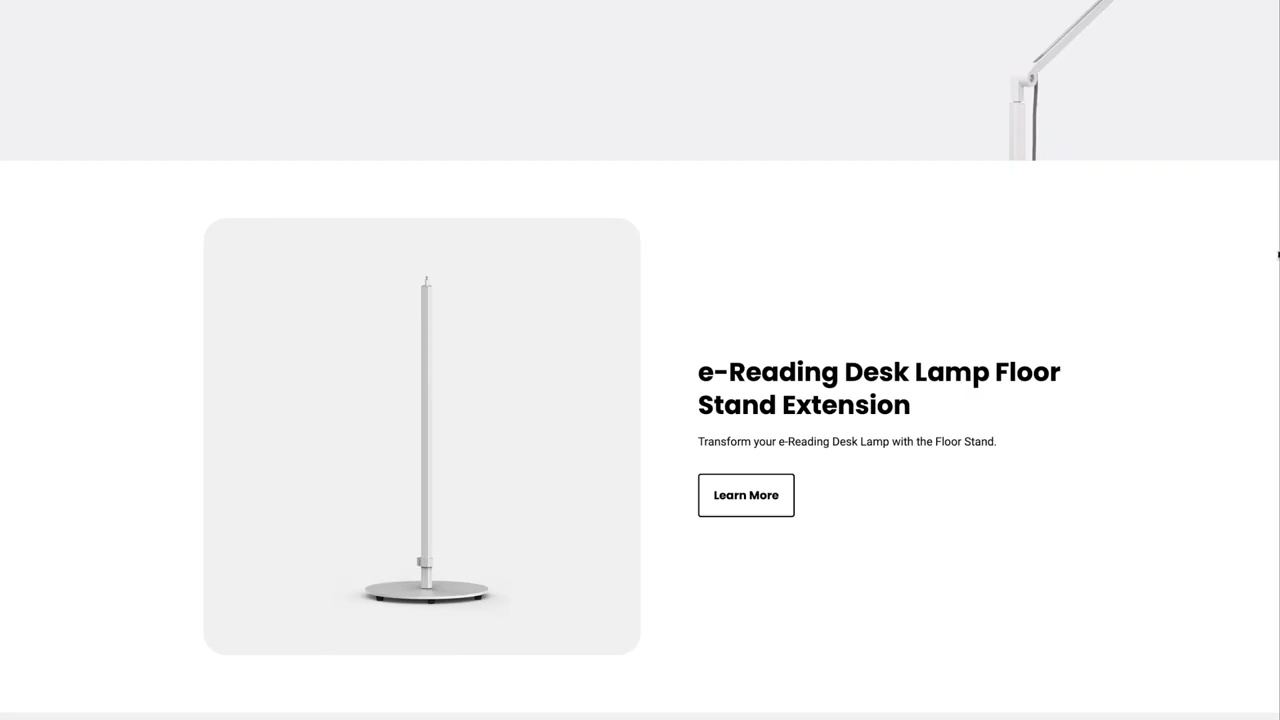 e-Reading Desk Lamp Floor
Stand Extension
Transform your e-Reading Desk Lamp with the Floor Stand.
Learn More